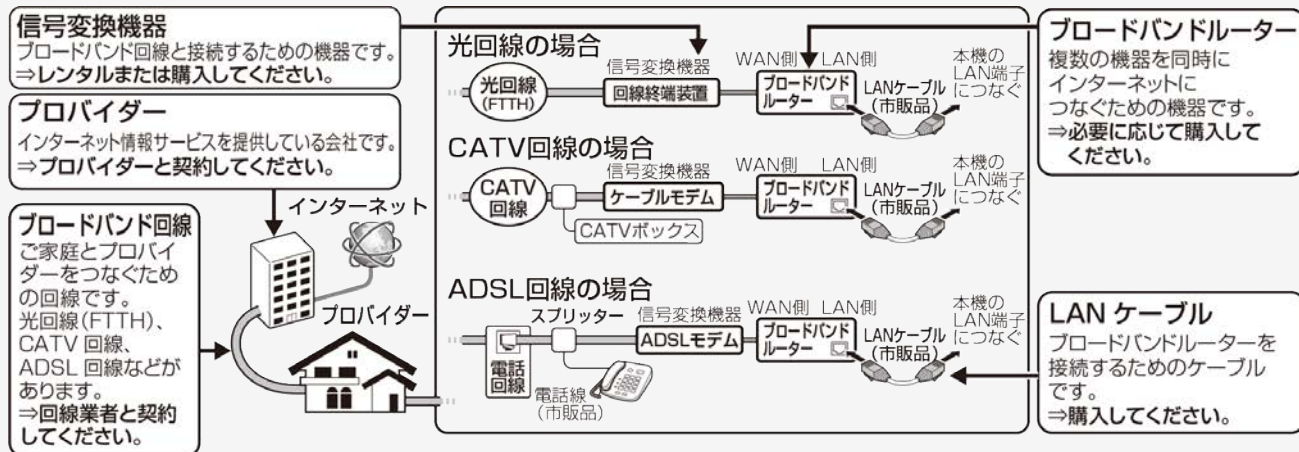 信号変換機器
ブロードバンド回線と接続するための機器です。
⇒レンタルまたは購入してください。
プロバイダー
インターネット情報サービスを提供している会社です。
⇒プロバイダーと契約してください。
ブロードバンド回線
ご家庭とプロバイ
ダーをつなぐため
の回線です。
光回線(FTTH)、
CATV 回線、
ADSL 回線などが
あります。
⇒回線業者と契約
してください。
インターネット
プロバイダー
光回線の場合
信号変換機器
WAN側 LAN側
本機の
LAN端子
につなぐ
光回線
(FTTH)
回線終端装置
ブロードバンド
ルーター
LANケーブル
(市販品)
CATV回線の場合
信号変換機器
WAN側 LAN側
本機の
LAN端子
につなぐ
CATV
回線
ケーブルモデム
ブロードバンド
ルーター
LANケーブル
(市販品)
CATVボックス
ADSL回線の場合
スプリッター
信号変換機器
WAN側 LAN側
本機の
LAN端子
につなぐ
電話
回線
ADSLモデム
ブロードバンド
ルーター
LANケーブル
(市販品)
電話線
(市販品)
ブロードバンドルーター
複数の機器を同時に
インターネットに
つなぐための機器です。
⇒必要に応じて購入して
ください。
LAN ケーブル
ブロードバンドルーターを
接続するためのケーブル
です。
⇒購入してください。